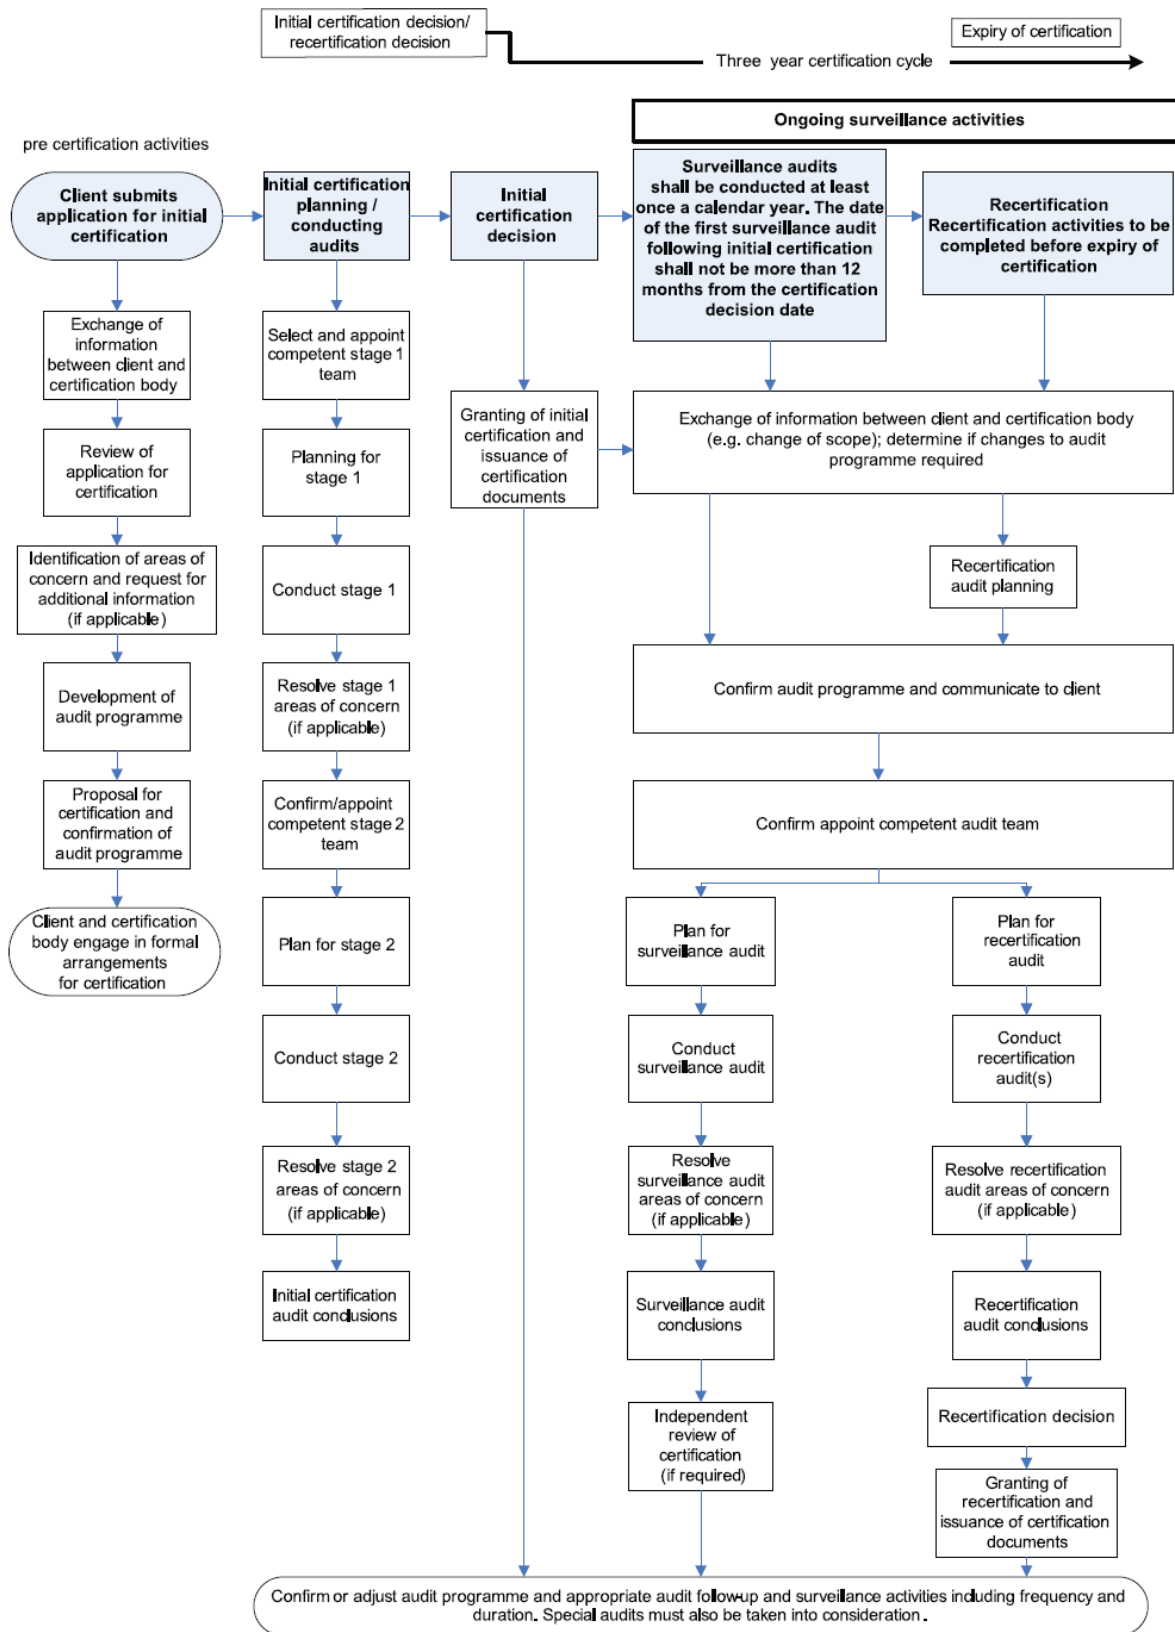 Initial certification decision/
recertification decision
Expiry of certification
Three year certification cycle
Ongoing surveillance activities
pre certification activities
Client submits
application for initial
certification
Initial certification
planning /
conducting
audits
Initial
certification
decision
Surveillance audits
shall be conducted at least
once a calendar year. The date
of the first surveillance audit
following initial certification
shall not be more than 12
months from the certification
decision date
Recertification
Recertification activities to be
completed before expiry of
certification
Exchange of
information
between client and
certification body
Review of
application for
certification
Identification of areas of
concern and request for
additional information
(if applicable)
Development of
audit programme
Proposal for
certification and
confirmation of
audit programme
Client and certification
body engage in formal
arrangements
for certification
Select and appoint
competent stage 1
team
Planning for
stage 1
Conduct stage 1
Resolve stage 1
areas of concern
(if applicable)
Confirm/appoint
competent stage 2
team
Plan for stage 2
Conduct stage 2
Resolve stage 2
areas of concern
(if applicable)
Initial certification
audit conclusions
Granting of initial
certification and
issuance of
certification
documents
Exchange of information between client and certification body
(e.g. change of scope); determine if changes to audit
programme required
Recertification
audit planning
Confirm audit programme and communicate to client
Confirm appoint competent audit team
Plan for
surveillance audit
Conduct
surveillance audit
Resolve
surveillance audit
areas of concern
(if applicable)
Surveillance audit
conclusions
Independent
review of
certification
(if required)
Plan for
recertification
audit
Conduct
recertification
audit(s)
Resolve recertification
audit areas of concern
(if applicable)
Recertification
audit conclusions
Recertification decision
Granting of
recertification and
issuance of certification
documents
Confirm or adjust audit programme and appropriate audit follow-up and surveillance activities including frequency and
duration. Special audits must also be taken into consideration .